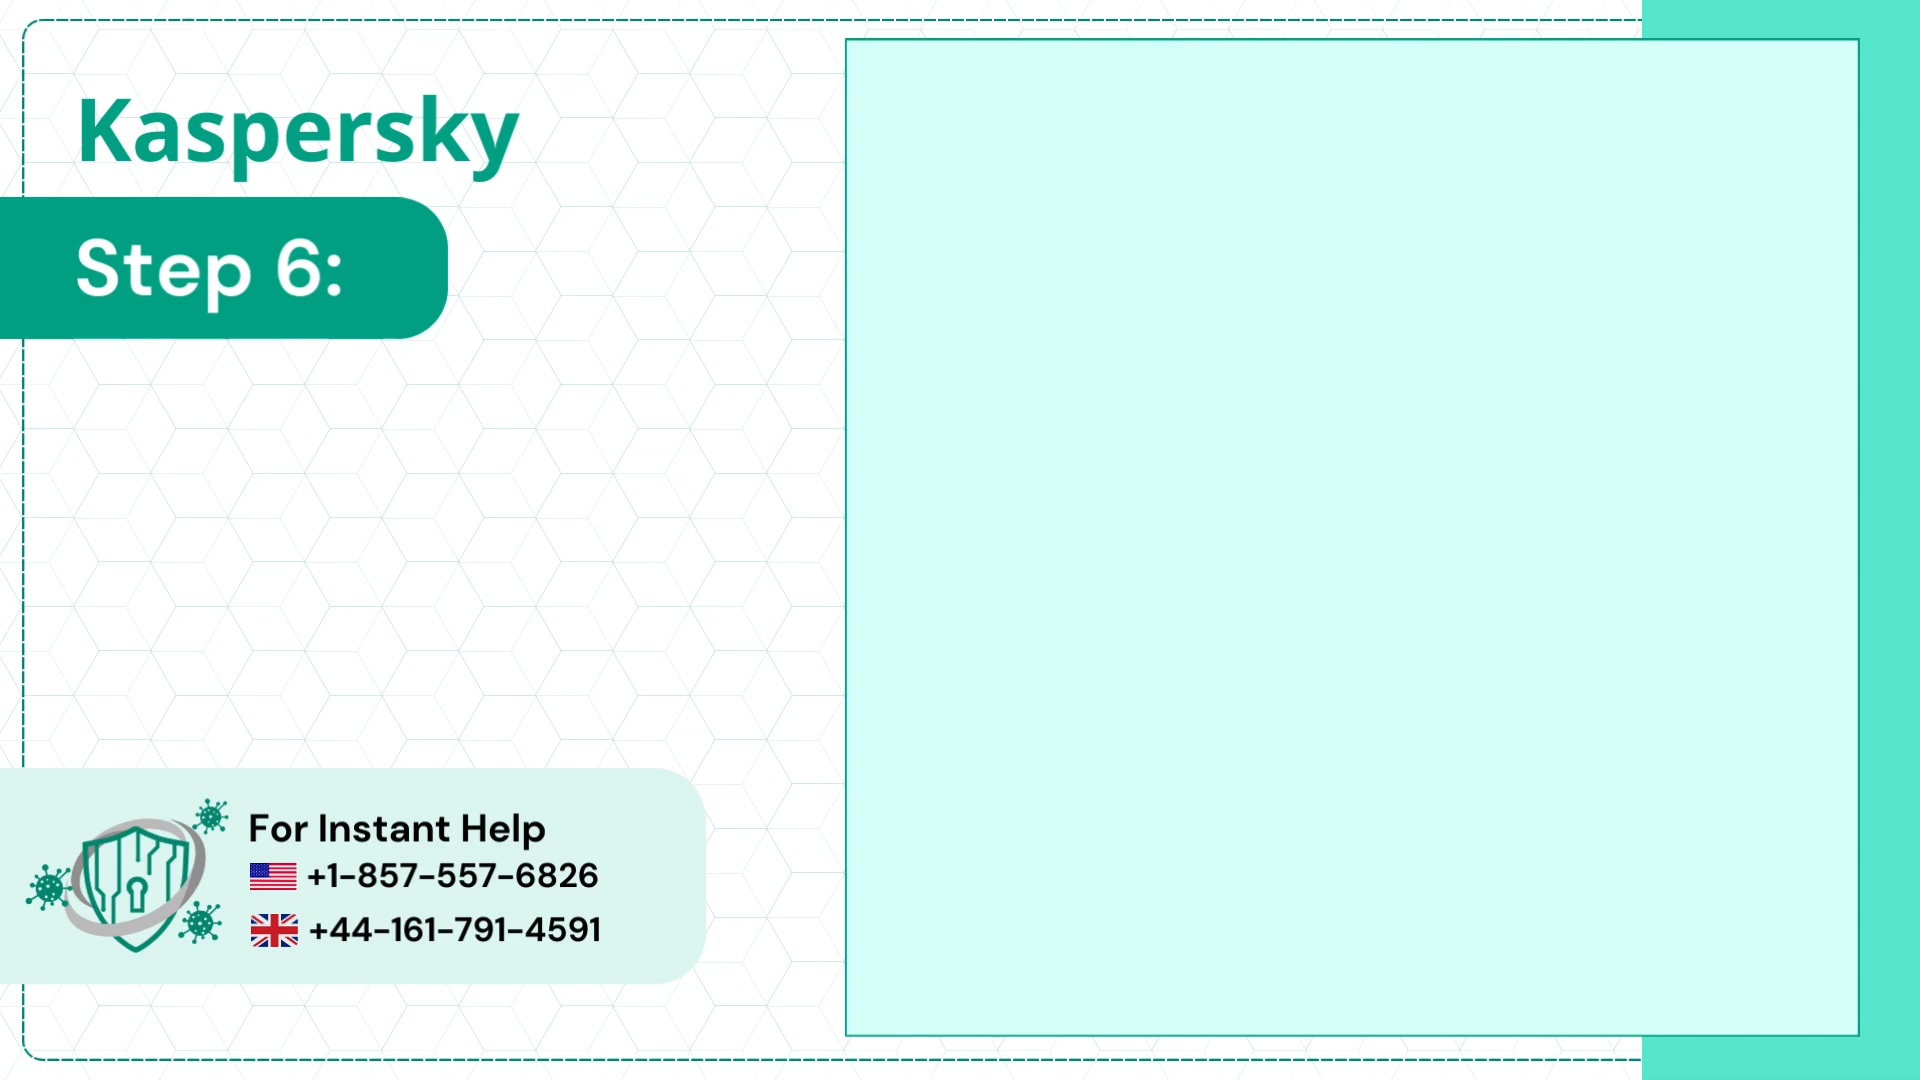 Kaspersky
Step 6:
For Instant Help
+1-857-557-6826
+44-161-791-4591